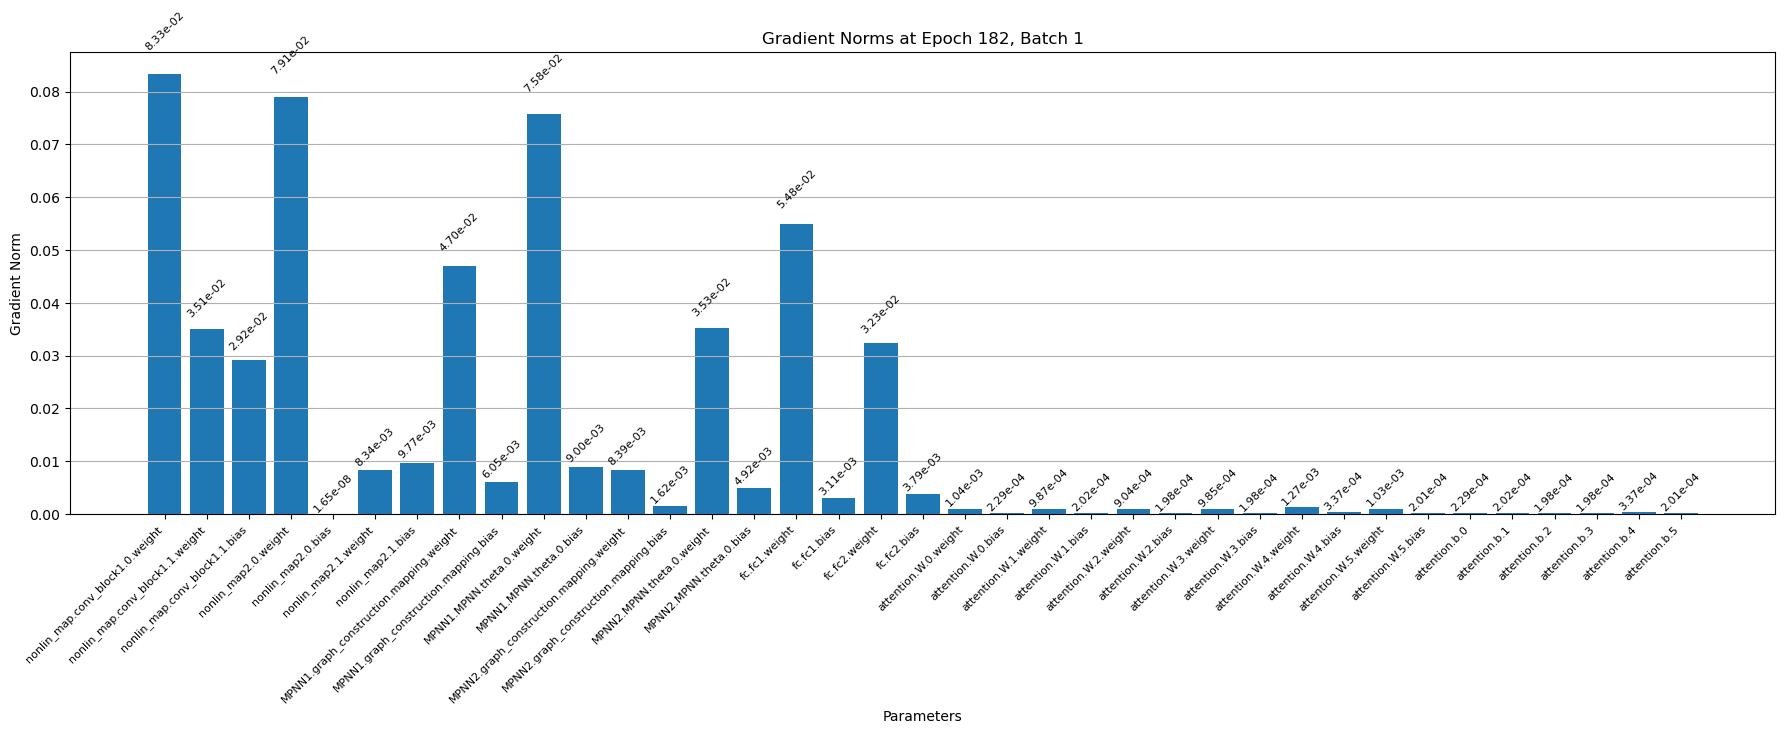 Gradient Norms at Epoch 182, Batch 1
Gradient Norm
0.08
0.07
0.06
0.05
0.04
0.03
0.02
0.01
0.00
8.33e-02
3.51e-02
2.92e-02
7.91e-02
1.65e-08
8.34e-03
9.77e-03
4.70e-02
6.05e-03
7.58e-02
9.00e-03
8.39e-03
1.62e-03
3.53e-02
4.92e-03
5.48e-02
3.11e-03
3.23e-02
3.79e-03
1.04e-03
2.29e-04
9.87e-04
2.02e-04
9.04e-04
1.98e-04
9.85e-04
1.98e-04
1.27e-03
3.37e-04
1.03e-03
2.01e-04
2.29e-04
2.02e-04
1.98e-04
1.98e-04
3.37e-04
2.01e-04
nonlin_map.conv_block1.0.weight
nonlin_map.conv_block1.1.weight
nonlin_map.conv_block1.1.bias
nonlin_map2.0.weight
nonlin_map2.0.bias
nonlin_map2.1.weight
nonlin_map2.1.bias
MPNN1.graph_construction.mapping.weight
MPNN1.graph_construction.mapping.bias
MPNN1.MPNN.theta.0.weight
MPNN1.MPNN.theta.0.bias
MPNN2.graph_construction.mapping.weight
MPNN2.graph_construction.mapping.bias
MPNN2.MPNN.theta.0.weight
MPNN2.MPNN.theta.0.bias
fc.fc1.weight
fc.fc1.bias
fc.fc2.weight
fc.fc2.bias
attention.W.0.weight
attention.W.0.bias
attention.W.1.weight
attention.W.1.bias
attention.W.2.weight
attention.W.2.bias
attention.W.3.weight
attention.W.3.bias
attention.W.4.weight
attention.W.4.bias
attention.W.5.weight
attention.W.5.bias
attention.b.0
attention.b.1
attention.b.2
attention.b.3
attention.b.4
attention.b.5
Parameters